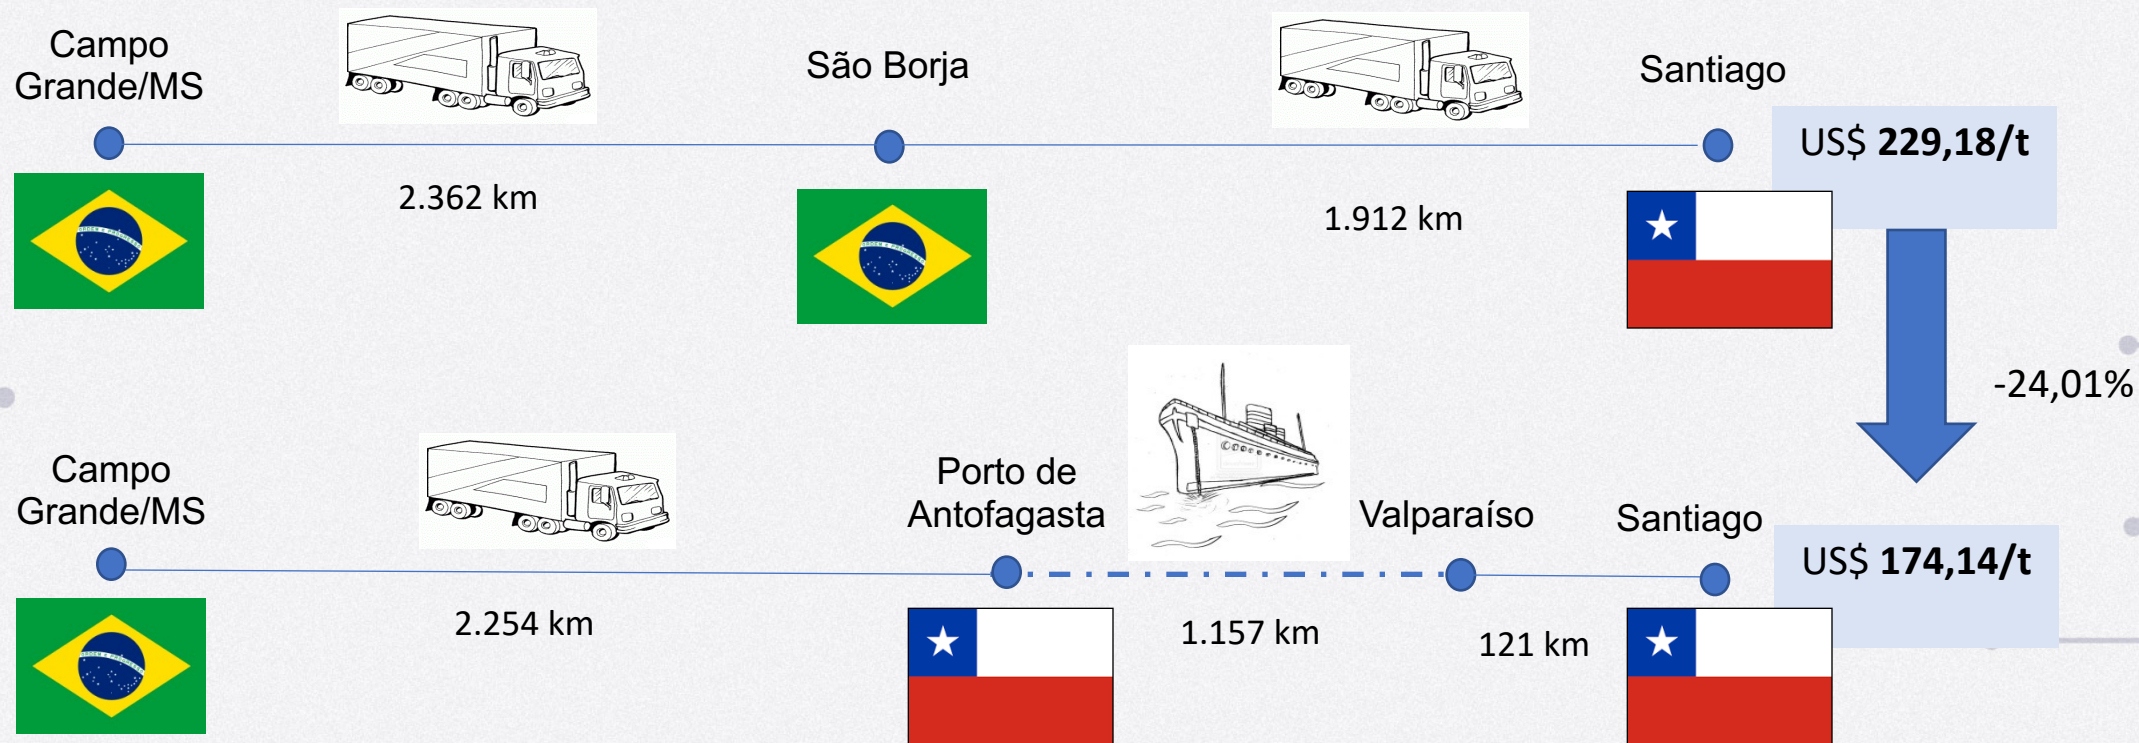 Campo
Grande/MS
São Borja
Santiago
US$ 229,18/t
2.362 km
1.912 km
-24,01%
Campo
Grande/MS
Porto de
Antofagasta
Valparaíso
Santiago
US$ 174,14/t
2.254 km
1.157 km
121 km